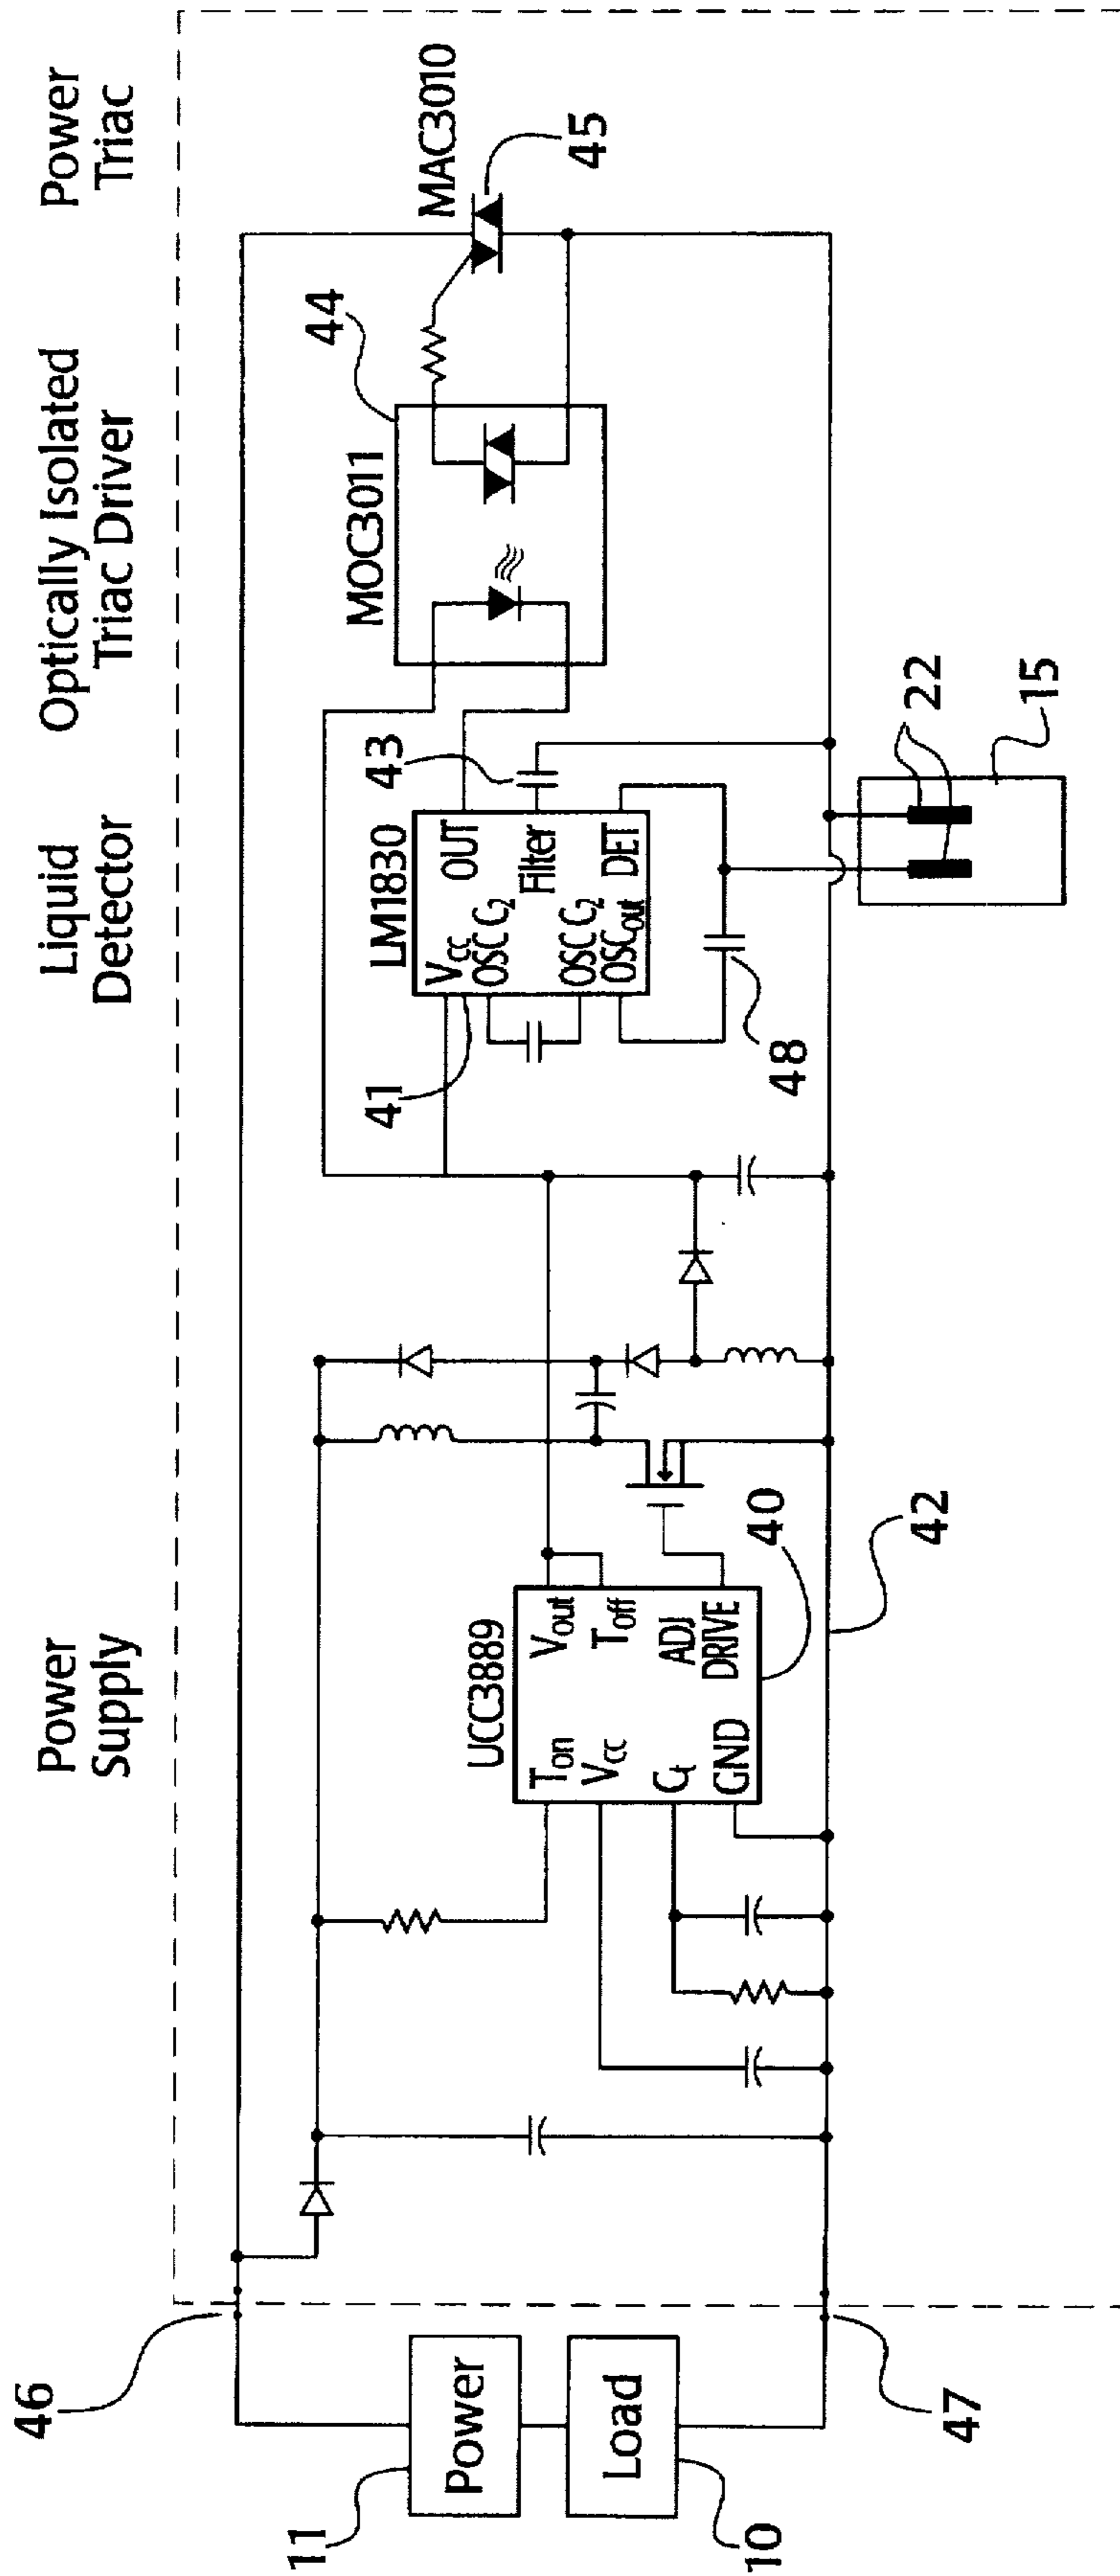 Power
Supply
Liquid
Detector
Optically Isolated
Triac Driver
Power
Triac
46
11
Power
Load
10
47
UCC3889
Ton
Vcc
Ct
GND
Vout
Toff
ADJ
DRIVE
40
42
41
LM1830
Vcc
OSC C2
OSC C2
OSCout
OUT
Filter
DET
43
48
22
15
MOC3011
44
MAC3010
45